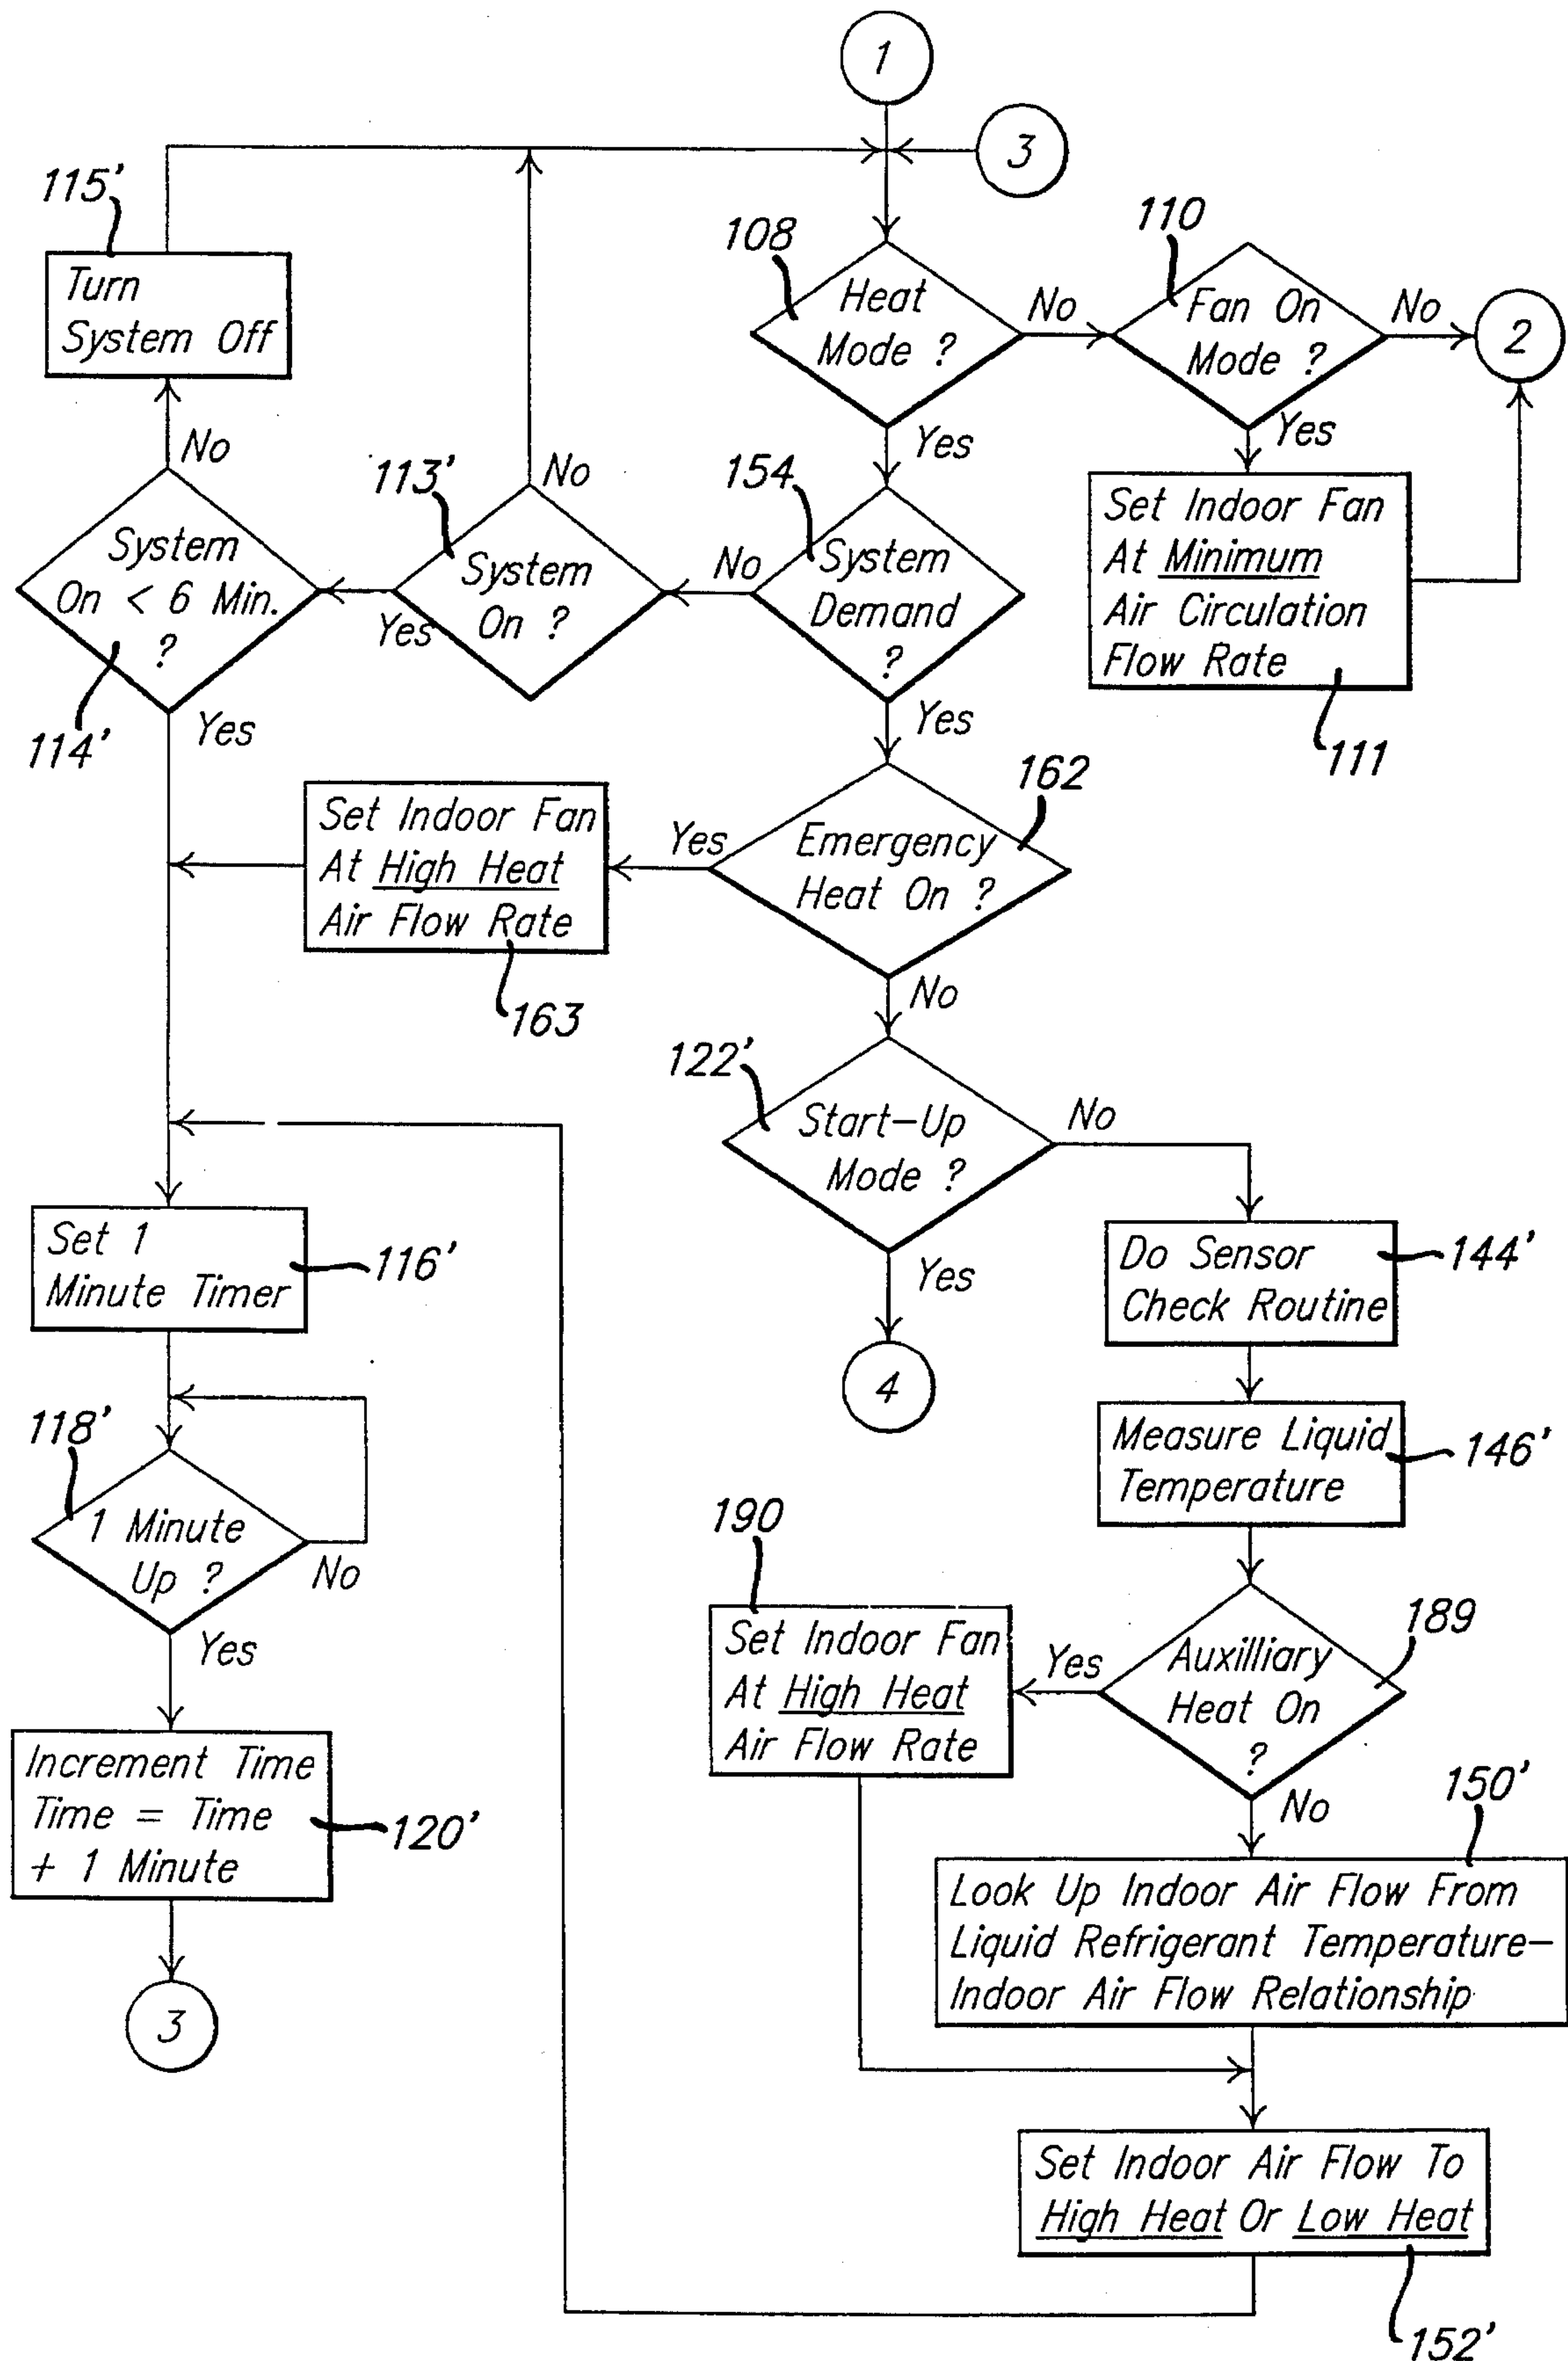 1
3
115'
Turn
System Off
108
Heat
Mode ?
No
110
Fan On
Mode ?
No
2
Yes
Yes
No
113'
No
154
System
On < 6 Min.
?
114'
Yes
System
On ?
No
System
Demand
?
Set Indoor Fan
At Minimum
Air Circulation
Flow Rate
111
Yes
Yes
162
Set Indoor Fan
At High Heat
Air Flow Rate
163
Yes
Emergency
Heat On ?
No
122'
Start-Up
Mode ?
No
Yes
4
Set 1
Minute Timer
116'
Do Sensor
Check Routine
144'
118'
1 Minute
Up ?
No
Yes
Measure Liquid
Temperature
146'
190
Set Indoor Fan
At High Heat
Air Flow Rate
Yes
Auxilliary
Heat On
?
189
No
Increment Time
Time = Time
+ 1 Minute
120'
3
150'
Look Up Indoor Air Flow From
Liquid Refrigerant Temperature-
Indoor Air Flow Relationship
Set Indoor Air Flow To
High Heat Or Low Heat
152'